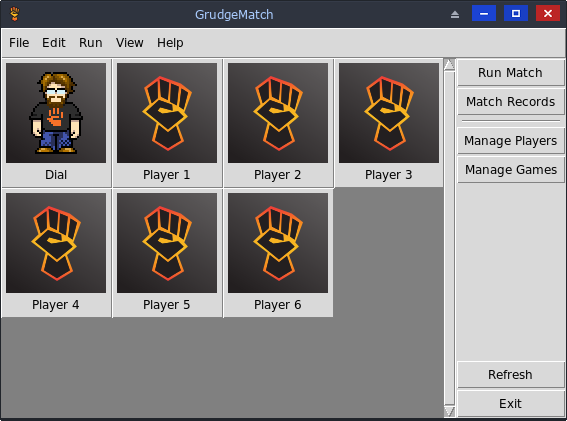 GrudgeMatch
File Edit Run View Help
Dial
Player 1
Player 2
Player 3
Player 4
Player 5
Player 6
Run Match
Match Records
Manage Players
Manage Games
Refresh
Exit